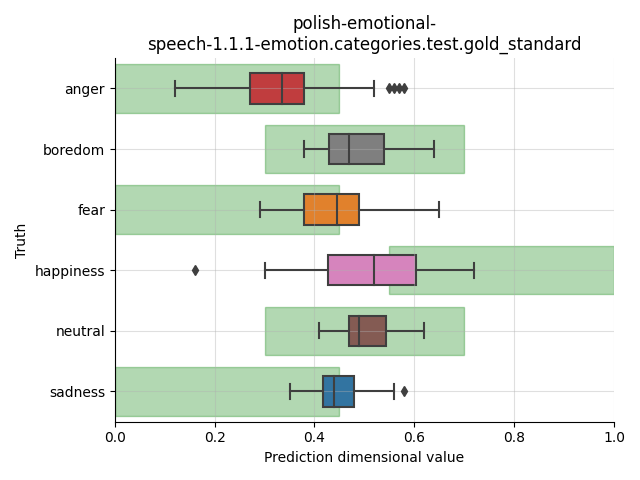 polish-emotional-
speech-1.1.1-emotion.categories.test.gold_standard
anger
boredom
fear
happiness
neutral
sadness
Truth
0.0 0.2 0.4 0.6 0.8 1.0
Prediction dimensional value